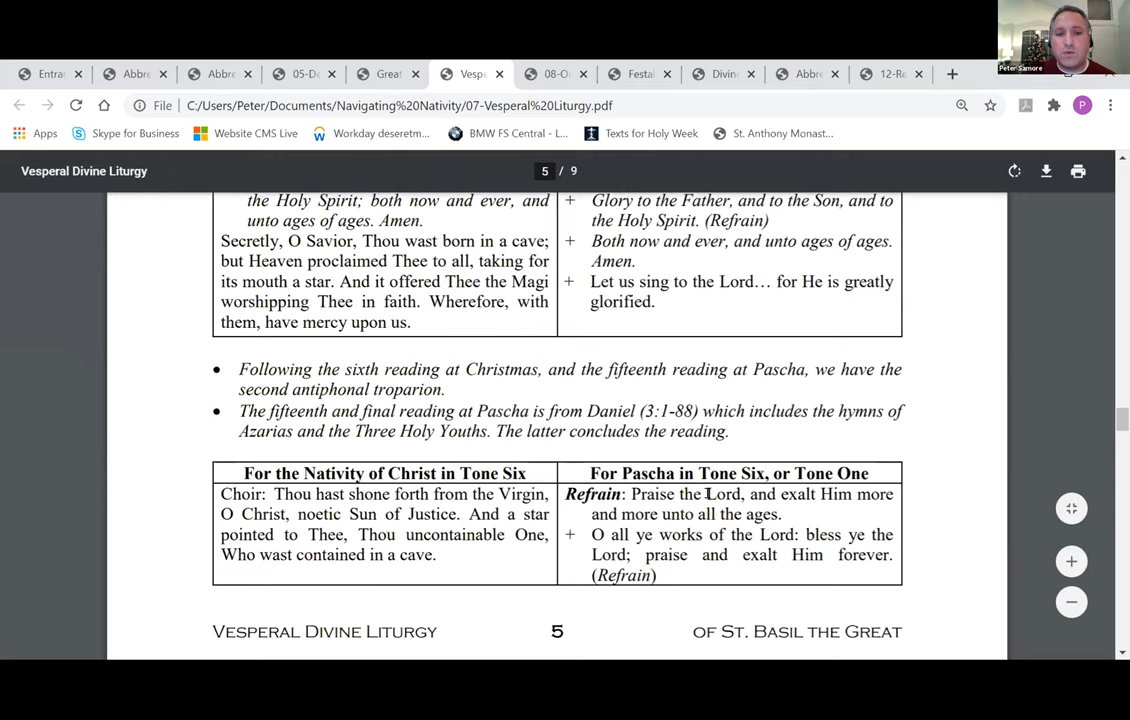 Peter Samore
Entrar
Abbre
Abbre
05-De
Great
Vespe
08-O
Festal
Divin
Abbre
12-Re
File | C:/Users/Peter/Documents/Navigating%20Nativity/07-Vesperal%20Liturgy.pdf
P
Apps
Skype for Business
Website CMS Live
Workday deseretm...
BMW FS Central - L...
Texts for Holy Week
St. Anthony Monast...
Vesperal Divine Liturgy
5 / 9
the Holy Spirit; both now and ever, and
unto ages of ages. Amen.
Secretly, O Savior, Thou wast born in a cave;
but Heaven proclaimed Thee to all, taking for
its mouth a star. And it offered Thee the Magi
worshipping Thee in faith. Wherefore, with
them, have mercy upon us.
+ Glory to the Father, and to the Son, and to
the Holy Spirit. (Refrain)
+ Both now and ever, and unto ages of ages.
Amen.
+ Let us sing to the Lord… for He is greatly
glorified.
• Following the sixth reading at Christmas, and the fifteenth reading at Pascha, we have the
second antiphonal troparion.
• The fifteenth and final reading at Pascha is from Daniel (3:1-88) which includes the hymns of
Azarias and the Three Holy Youths. The latter concludes the reading.
For the Nativity of Christ in Tone Six
Choir: Thou hast shone forth from the Virgin,
O Christ, noetic Sun of Justice. And a star
pointed to Thee, Thou uncontainable One,
Who wast contained in a cave.
For Pascha in Tone Six, or Tone One
Refrain: Praise the Lord, and exalt Him more
and more unto all the ages.
+ O all ye works of the Lord: bless ye the
Lord; praise and exalt Him forever.
(Refrain)
VESPERAL DIVINE LITURGY 5 OF ST. BASIL THE GREAT